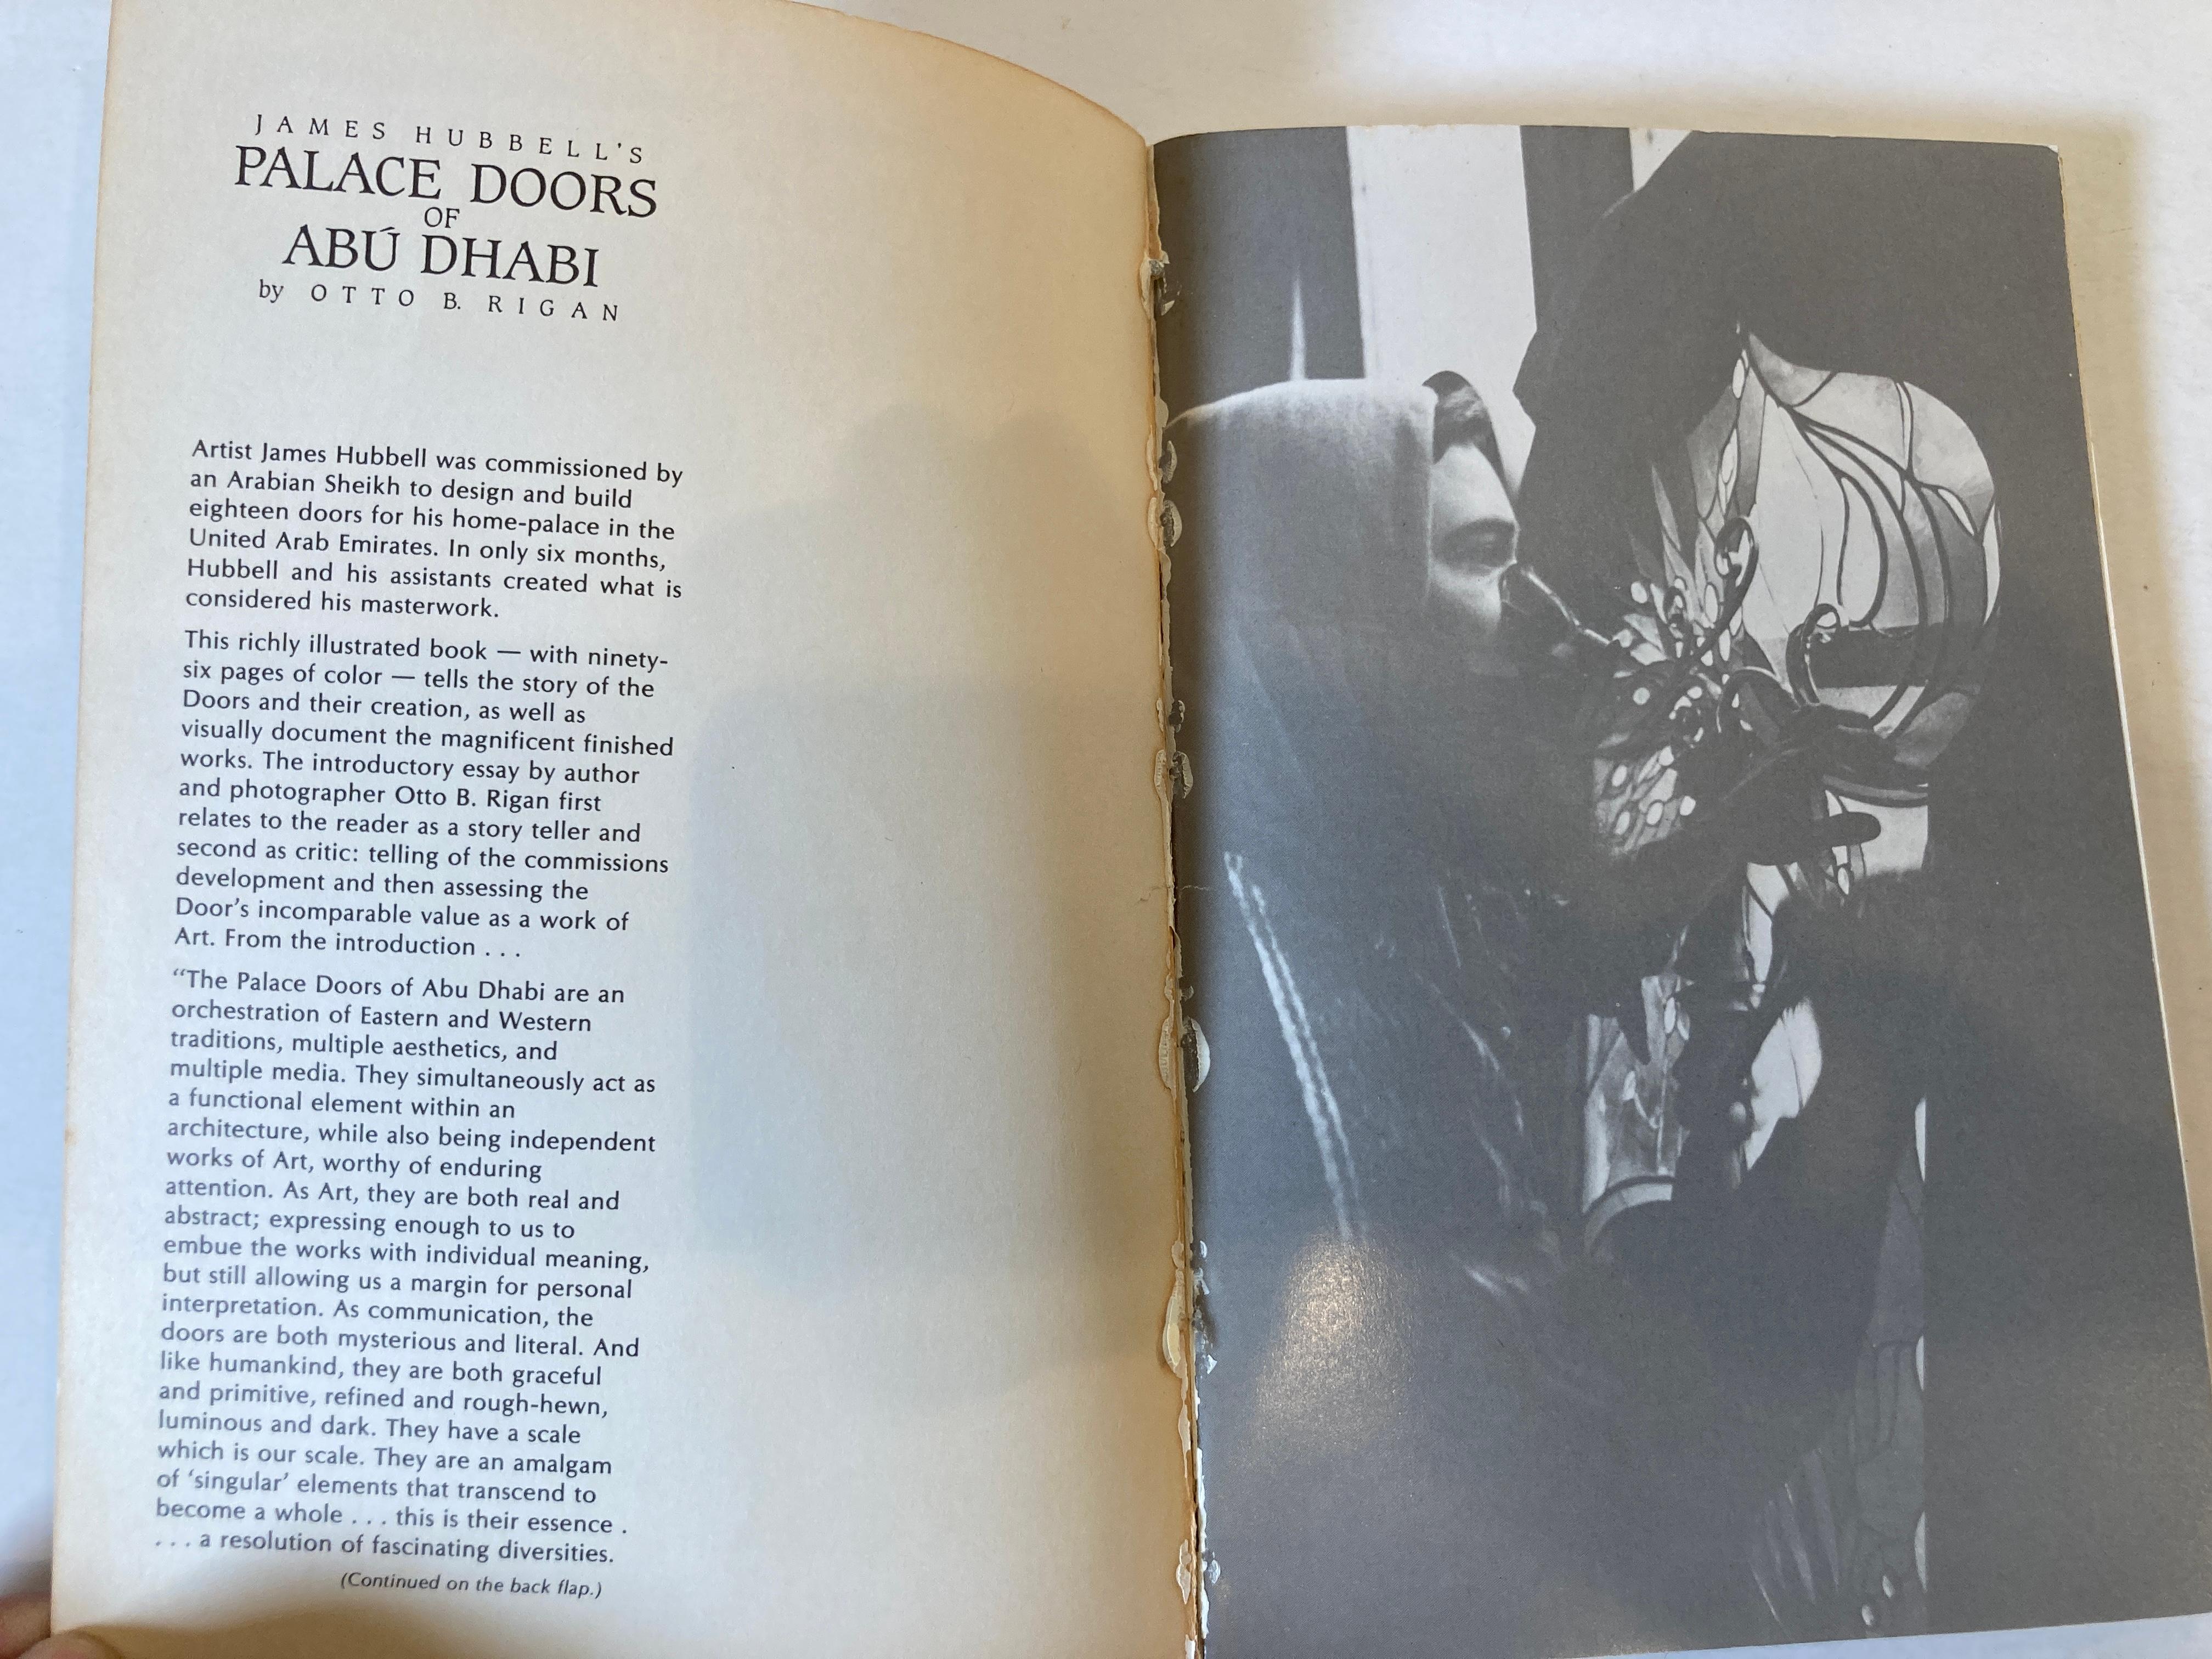 JAMES HUBBELL'S
PALACE DOORS
OF
ABÚ DHABI
by OTTO B. RIGAN
Artist James Hubbell was commissioned by
an Arabian Sheikh to design and build
eighteen doors for his home-palace in the
United Arab Emirates. In only six months,
Hubbell and his assistants created what is
considered his masterwork.
This richly illustrated book — with ninety-
six pages of color — tells the story of the
Doors and their creation, as well as
visually document the magnificent finished
works. The introductory essay by author
and photographer Otto B. Rigan first
relates to the reader as a story teller and
second as critic: telling of the commissions
development and then assessing the
Door's incomparable value as a work of
Art. From the introduction . . .
“The Palace Doors of Abu Dhabi are an
orchestration of Eastern and Western
traditions, multiple aesthetics, and
multiple media. They simultaneously act as
a functional element within an
architecture, while also being independent
works of Art, worthy of enduring
attention. As Art, they are both real and
abstract; expressing enough to us to
embue the works with individual meaning,
but still allowing us a margin for personal
interpretation. As communication, the
doors are both mysterious and literal. And
like humankind, they are both graceful
and primitive, refined and rough-hewn,
luminous and dark. They have a scale
which is our scale. They are an amalgam
of ‘singular’ elements that transcend to
become a whole . . . this is their essence .
. . . a resolution of fascinating diversities.
(Continued on the back flap.)